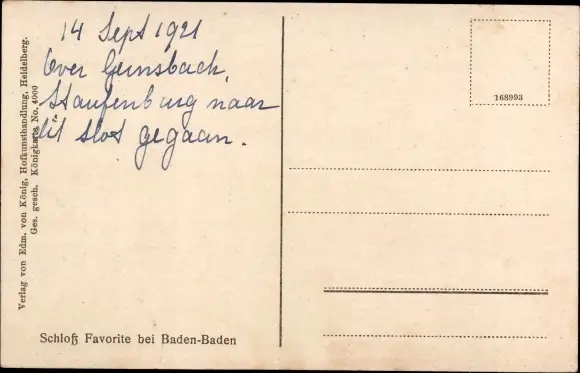 14 Sept 1921
Over Gernsbach,
Staufenburg naar
dit slot gegaan.
Verlag von Edm. von König, Hofkunsthandlung, Heidelberg.
Ges. gesch. Königkarte No. 4000
168993
Schloß Favorite bei Baden-Baden